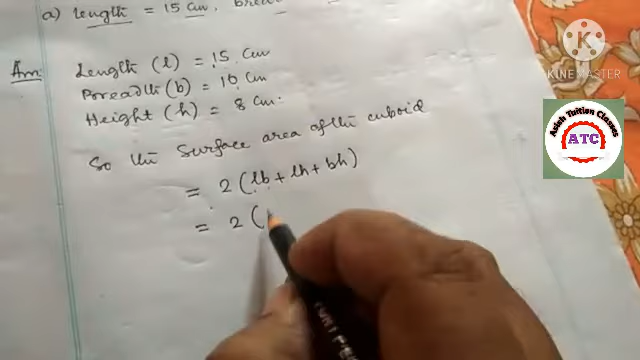 a) length = 15 cm,
Ans: Length (l) = 15 cm
Breadth (b) = 10 cm
Height (h) = 8 cm.
So the surface area of the cuboid
= 2 (lb + lh + bh)
= 2 (
KINEMASTER
Asish Tuition Classes
ATC